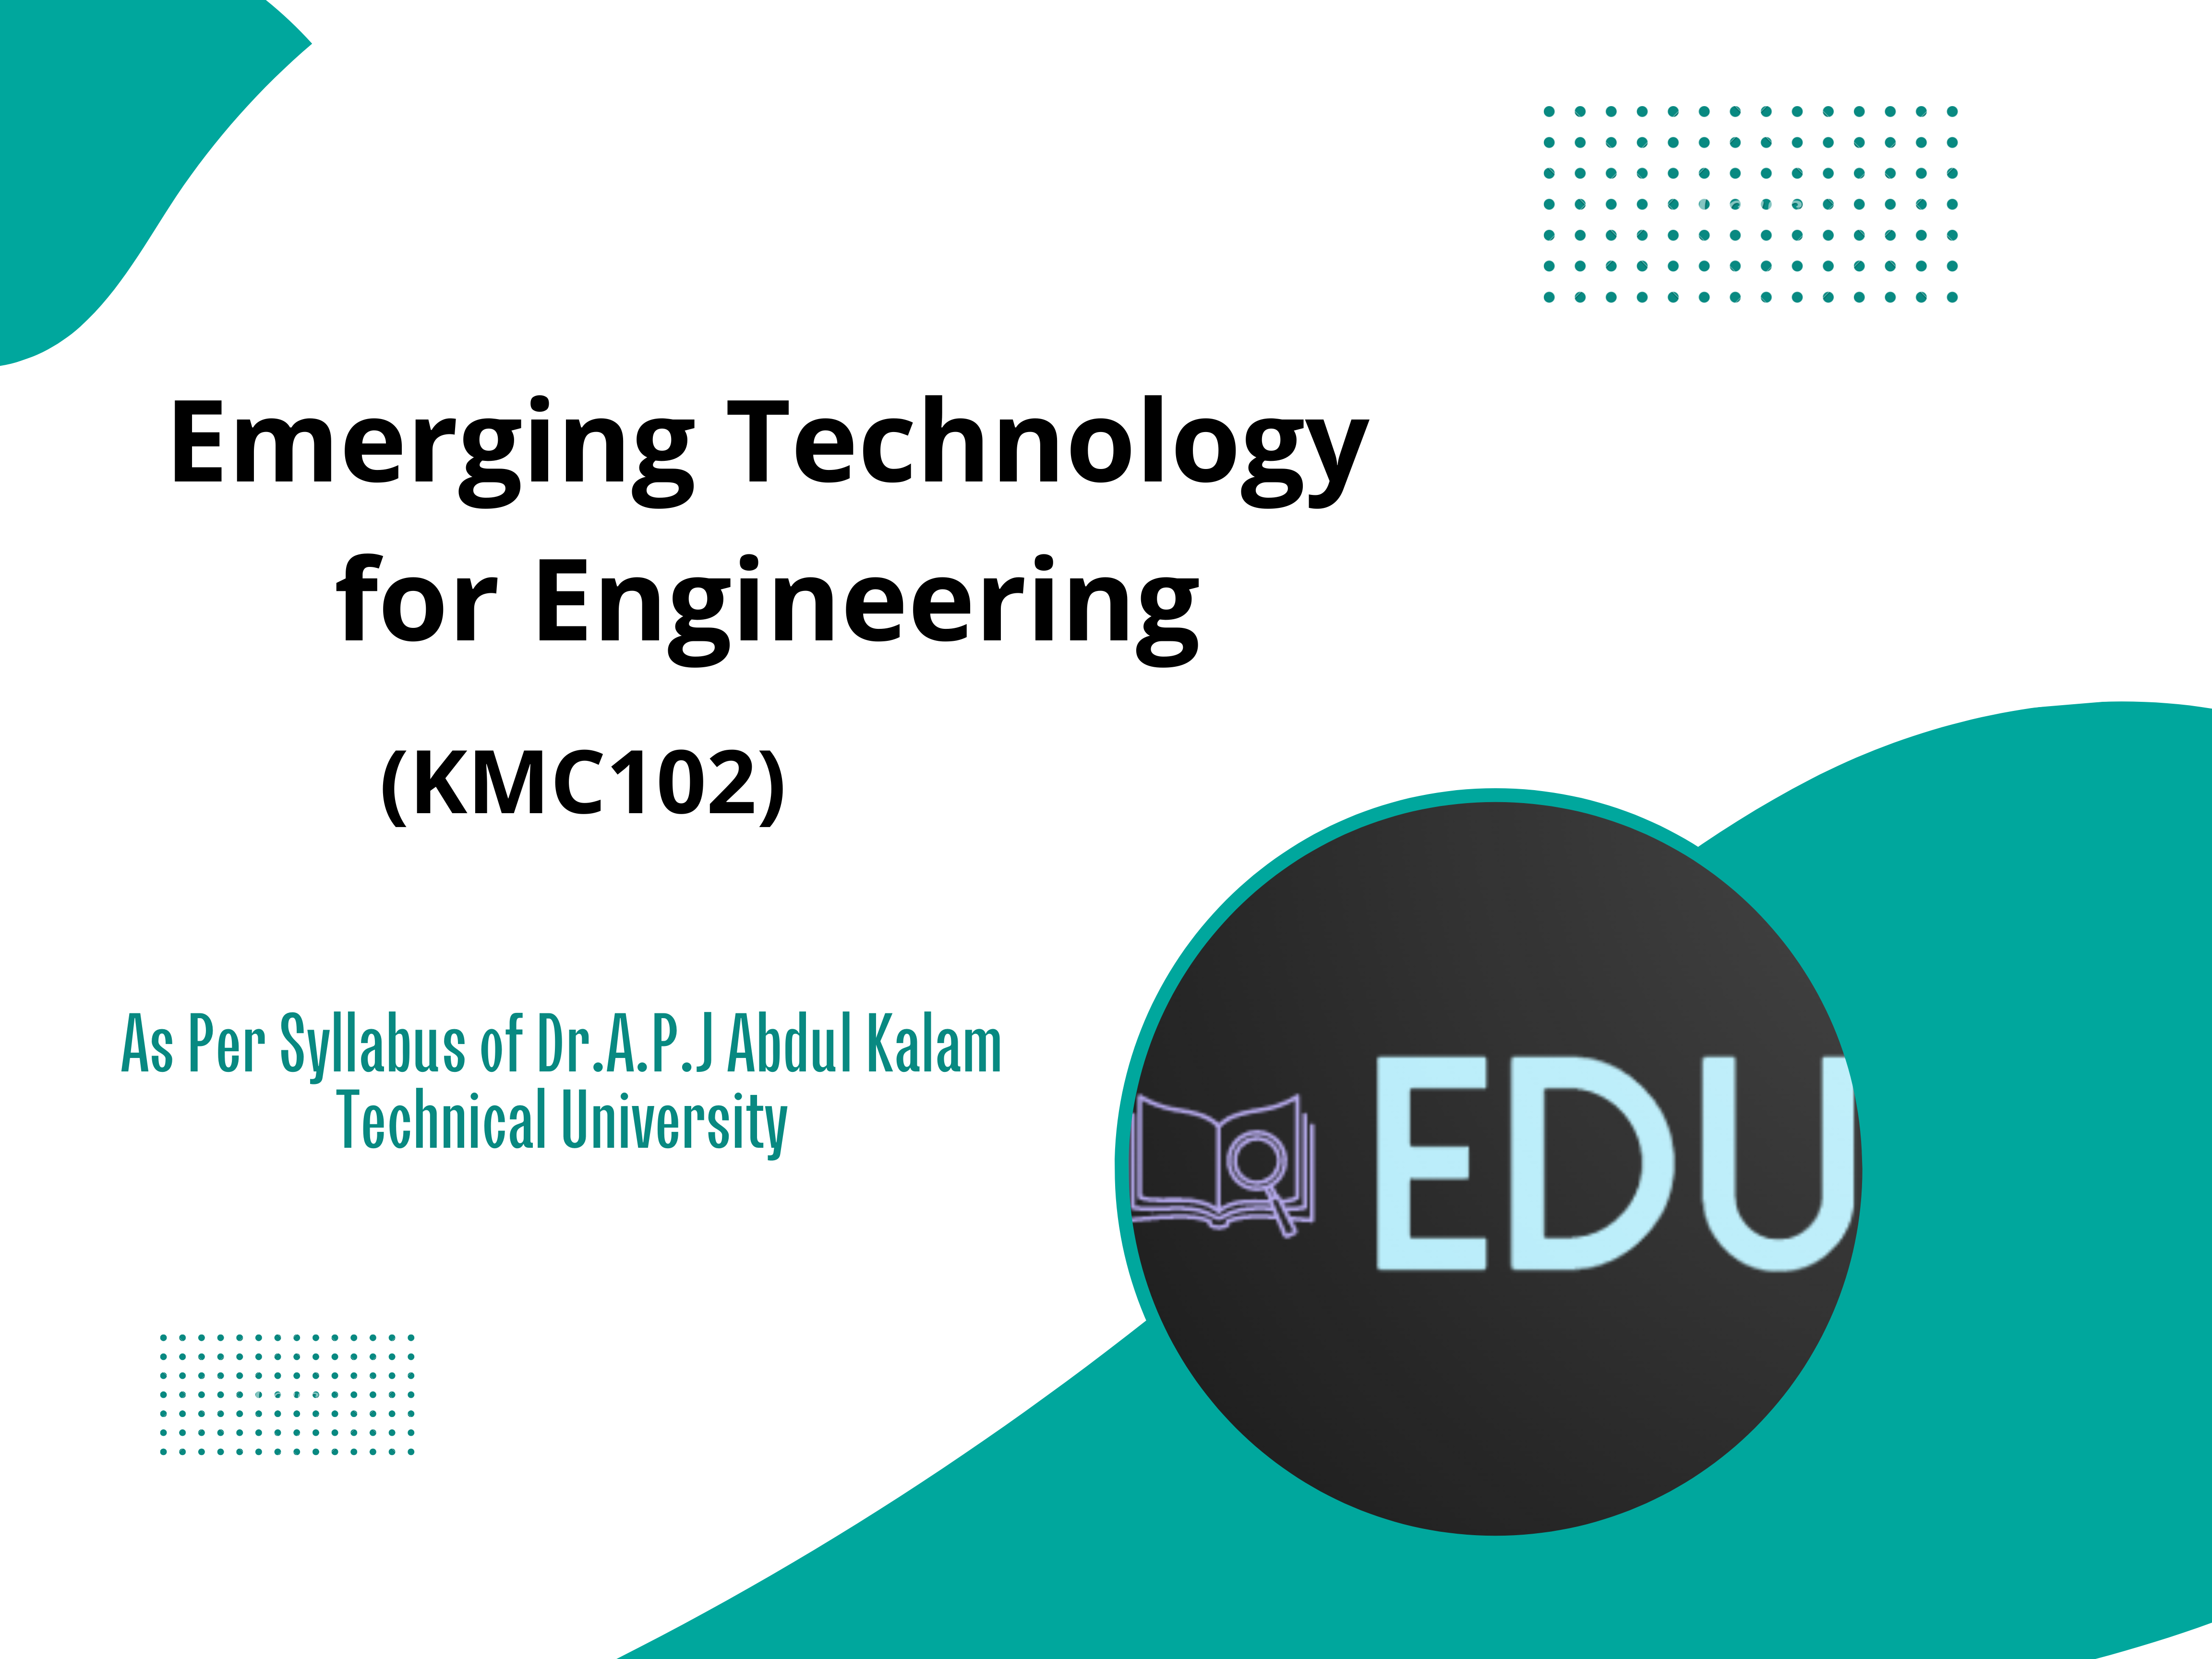 Emerging Technology
for Engineering
(KMC102)
As Per Syllabus of Dr.A.P.J Abdul Kalam
Technical University
EDU